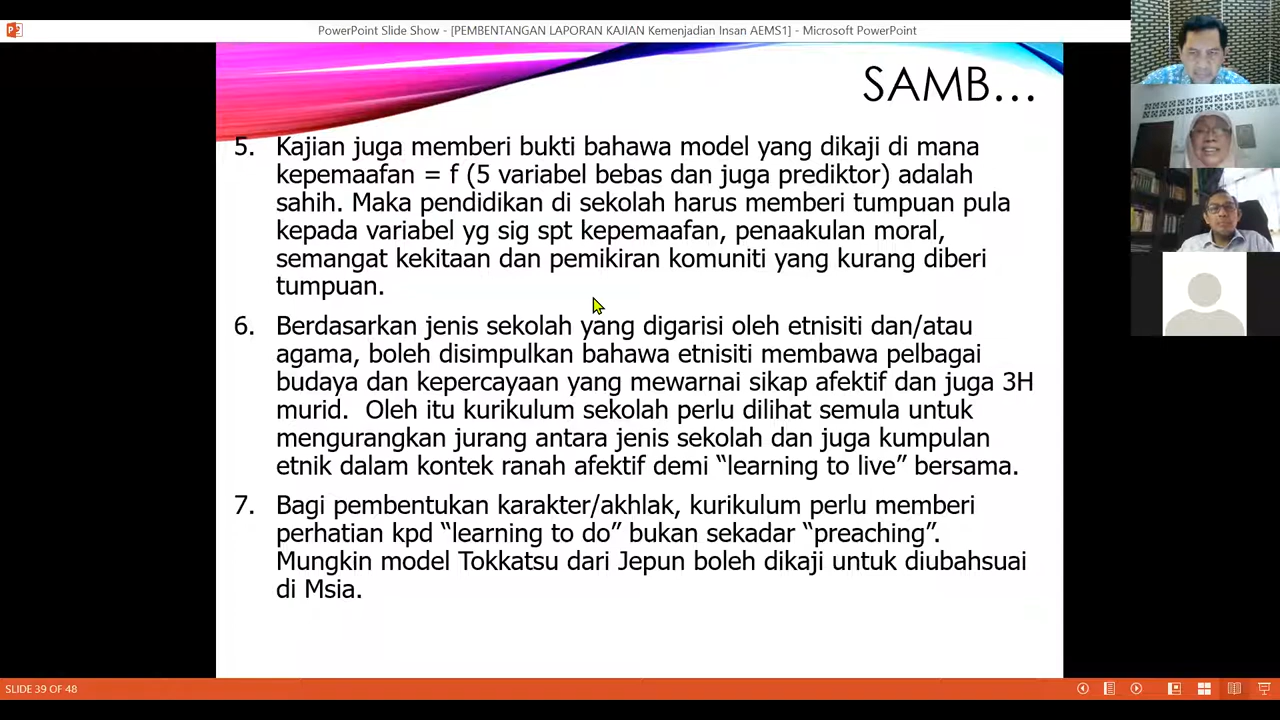 PowerPoint Slide Show - [PEMBENTANGAN LAPORAN KAJIAN Kemenjadian Insan AEMS1] - Microsoft PowerPoint
SAMB...
5. Kajian juga memberi bukti bahawa model yang dikaji di mana
kepemaafan = f (5 variabel bebas dan juga prediktor) adalah
sahih. Maka pendidikan di sekolah harus memberi tumpuan pula
kepada variabel yg sig spt kepemaafan, penaakulan moral,
semangat kekitaan dan pemikiran komuniti yang kurang diberi
tumpuan.
6. Berdasarkan jenis sekolah yang digarisi oleh etnisiti dan/atau
agama, boleh disimpulkan bahawa etnisiti membawa pelbagai
budaya dan kepercayaan yang mewarnai sikap afektif dan juga 3H
murid.  Oleh itu kurikulum sekolah perlu dilihat semula untuk
mengurangkan jurang antara jenis sekolah dan juga kumpulan
etnik dalam kontek ranah afektif demi “learning to live” bersama.
7. Bagi pembentukan karakter/akhlak, kurikulum perlu memberi
perhatian kpd “learning to do” bukan sekadar “preaching”.
Mungkin model Tokkatsu dari Jepun boleh dikaji untuk diubahsuai
di Msia.
SLIDE 39 OF 48